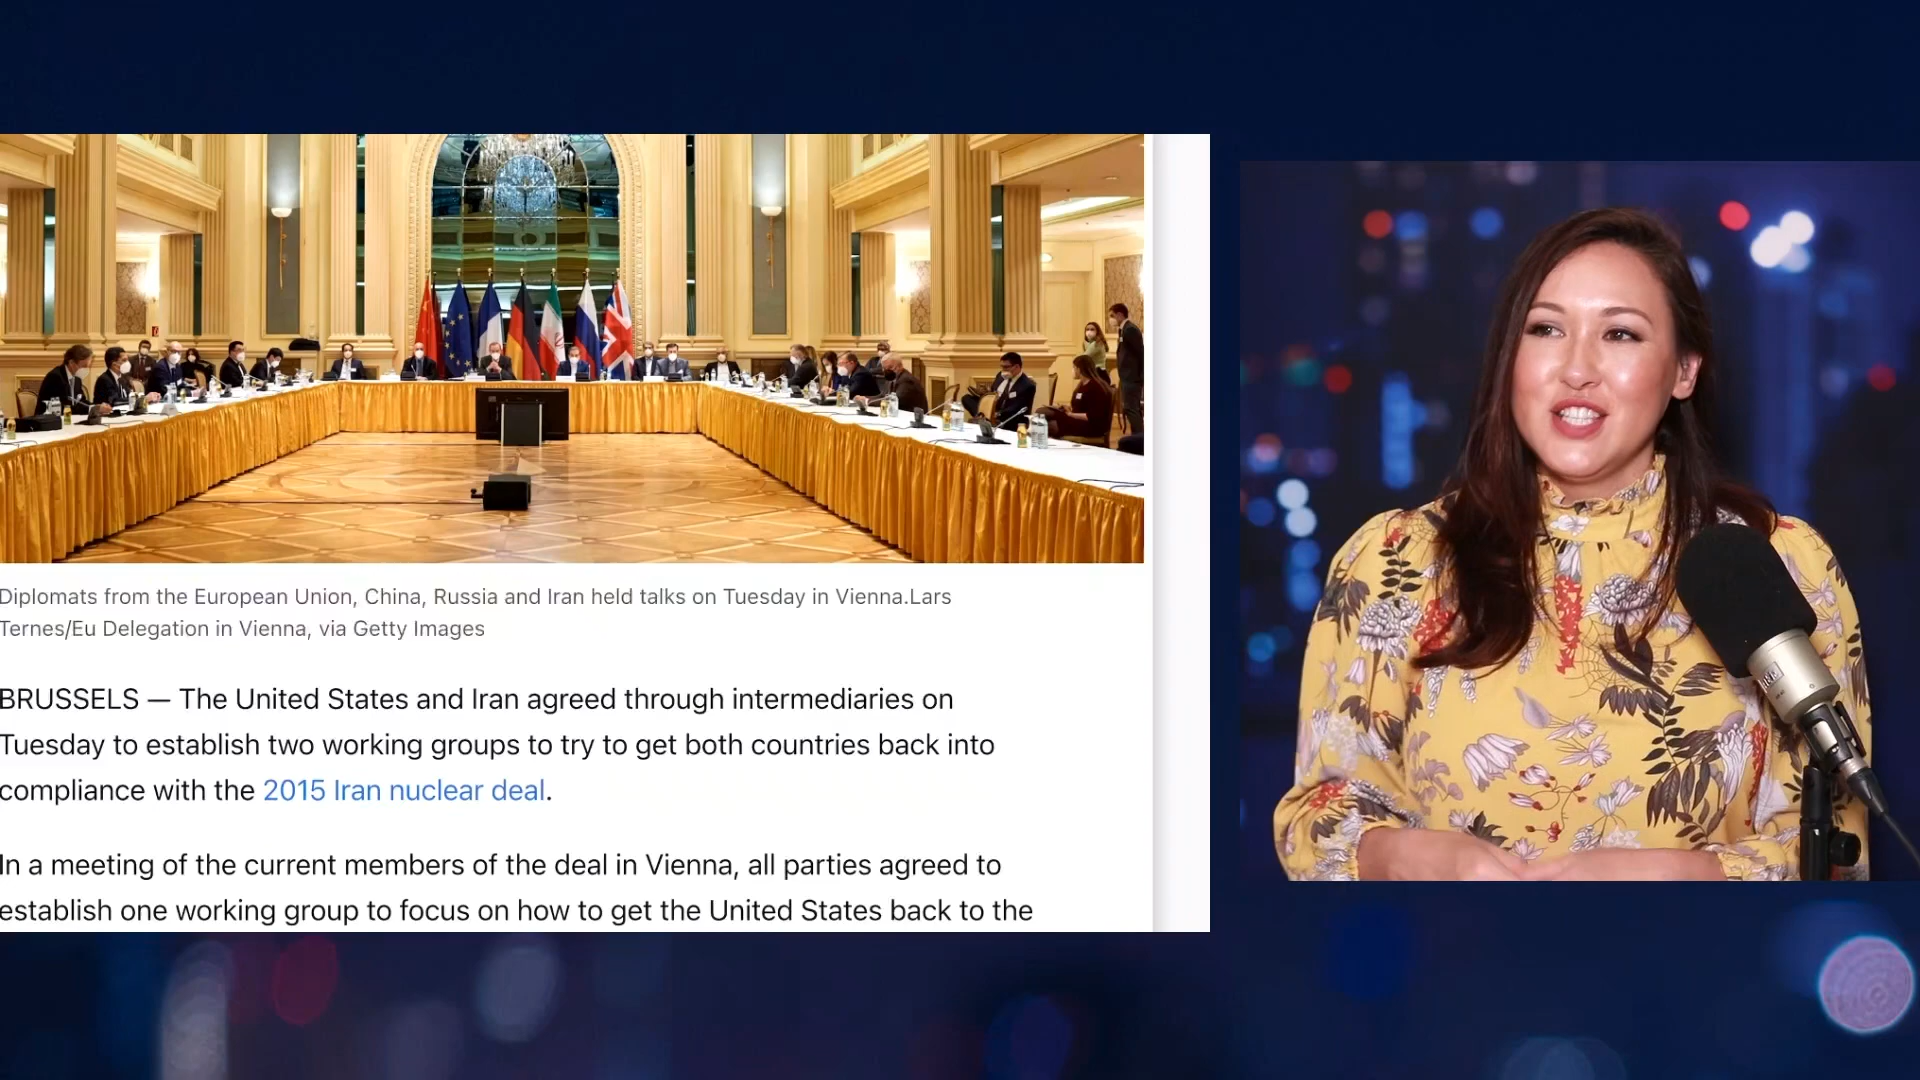 Diplomats from the European Union, China, Russia and Iran held talks on Tuesday in Vienna.Lars
Ternes/Eu Delegation in Vienna, via Getty Images
BRUSSELS — The United States and Iran agreed through intermediaries on
Tuesday to establish two working groups to try to get both countries back into
compliance with the 2015 Iran nuclear deal.
In a meeting of the current members of the deal in Vienna, all parties agreed to
establish one working group to focus on how to get the United States back to the